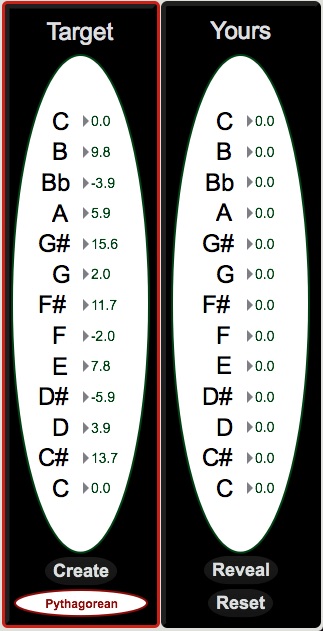 Target
C 0.0
B 9.8
Bb -3.9
A 5.9
G# 15.6
G 2.0
F# 11.7
F -2.0
E 7.8
D# -5.9
D 3.9
C# 13.7
C 0.0
Create
Pythagorean
Yours
C 0.0
B 0.0
Bb 0.0
A 0.0
G# 0.0
G 0.0
F# 0.0
F 0.0
E 0.0
D# 0.0
D 0.0
C# 0.0
C 0.0
Reveal
Reset